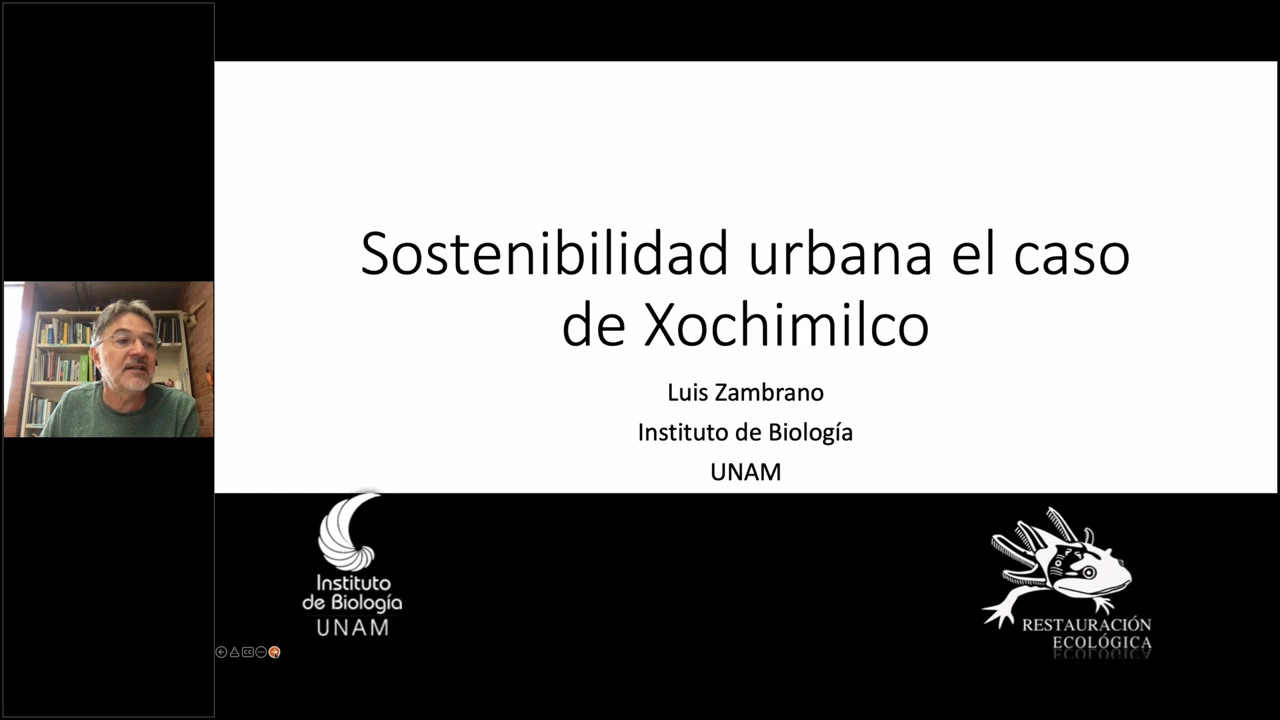 Sostenibilidad urbana el caso
de Xochimilco
Luis Zambrano
Instituto de Biología
UNAM
Instituto
de Biología
UNAM
RESTAURACIÓN
ECOLÓGICA